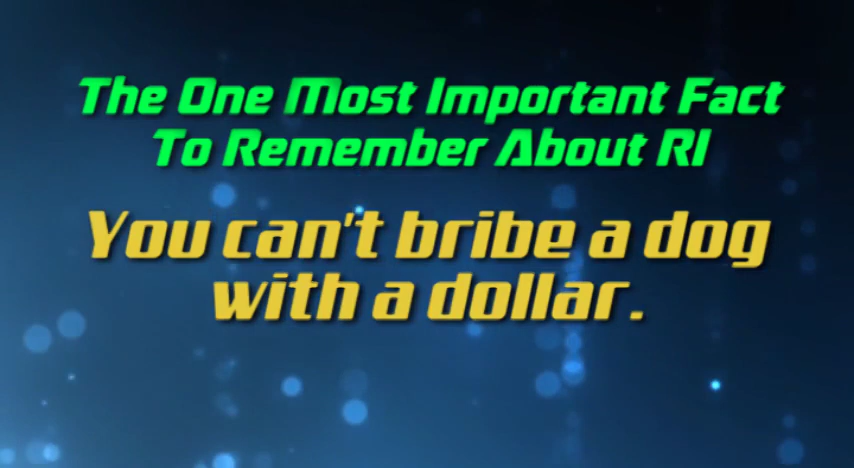 The One Most Important Fact
To Remember About RI
You can't bribe a dog
with a dollar.